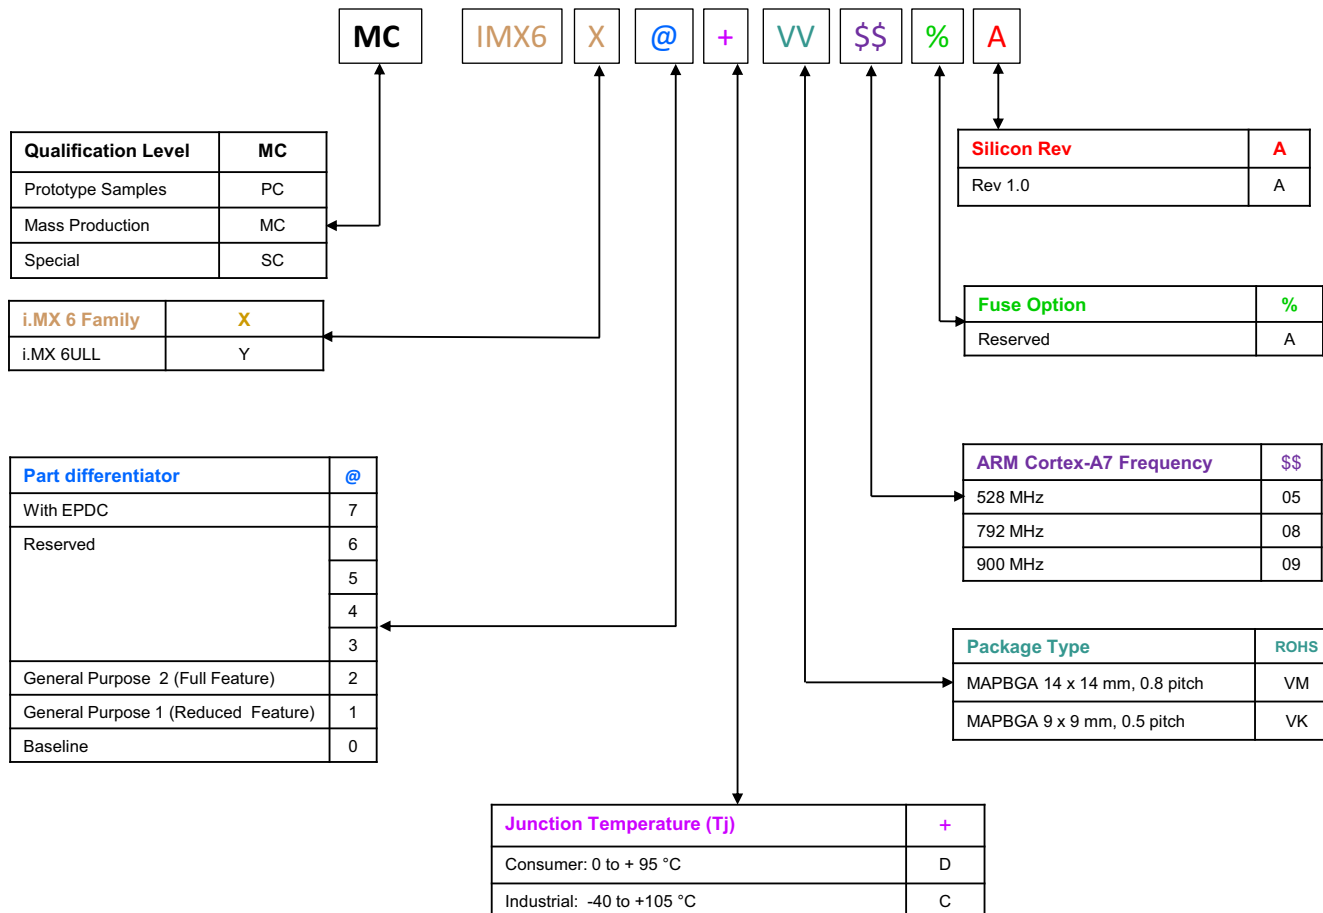 MC IMX6 X @ + VV $$ % A
Qualification Level MC
Prototype Samples PC
Mass Production MC
Special SC
i.MX 6 Family X
i.MX 6ULL Y
Part differentiator @
With EPDC 7
Reserved 6
5
4
3
General Purpose 2 (Full Feature) 2
General Purpose 1 (Reduced Feature) 1
Baseline 0
Junction Temperature (Tj) +
Consumer: 0 to + 95 °C D
Industrial: -40 to +105 °C C
Silicon Rev A
Rev 1.0 A
Fuse Option %
Reserved A
ARM Cortex-A7 Frequency $$
528 MHz 05
792 MHz 08
900 MHz 09
Package Type ROHS
MAPBGA 14 x 14 mm, 0.8 pitch VM
MAPBGA 9 x 9 mm, 0.5 pitch VK